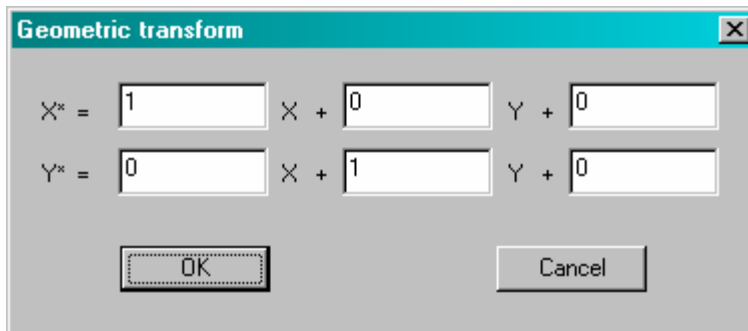 Geometric transform
X* = 1 X + 0 Y + 0
Y* = 0 X + 1 Y + 0
OK Cancel